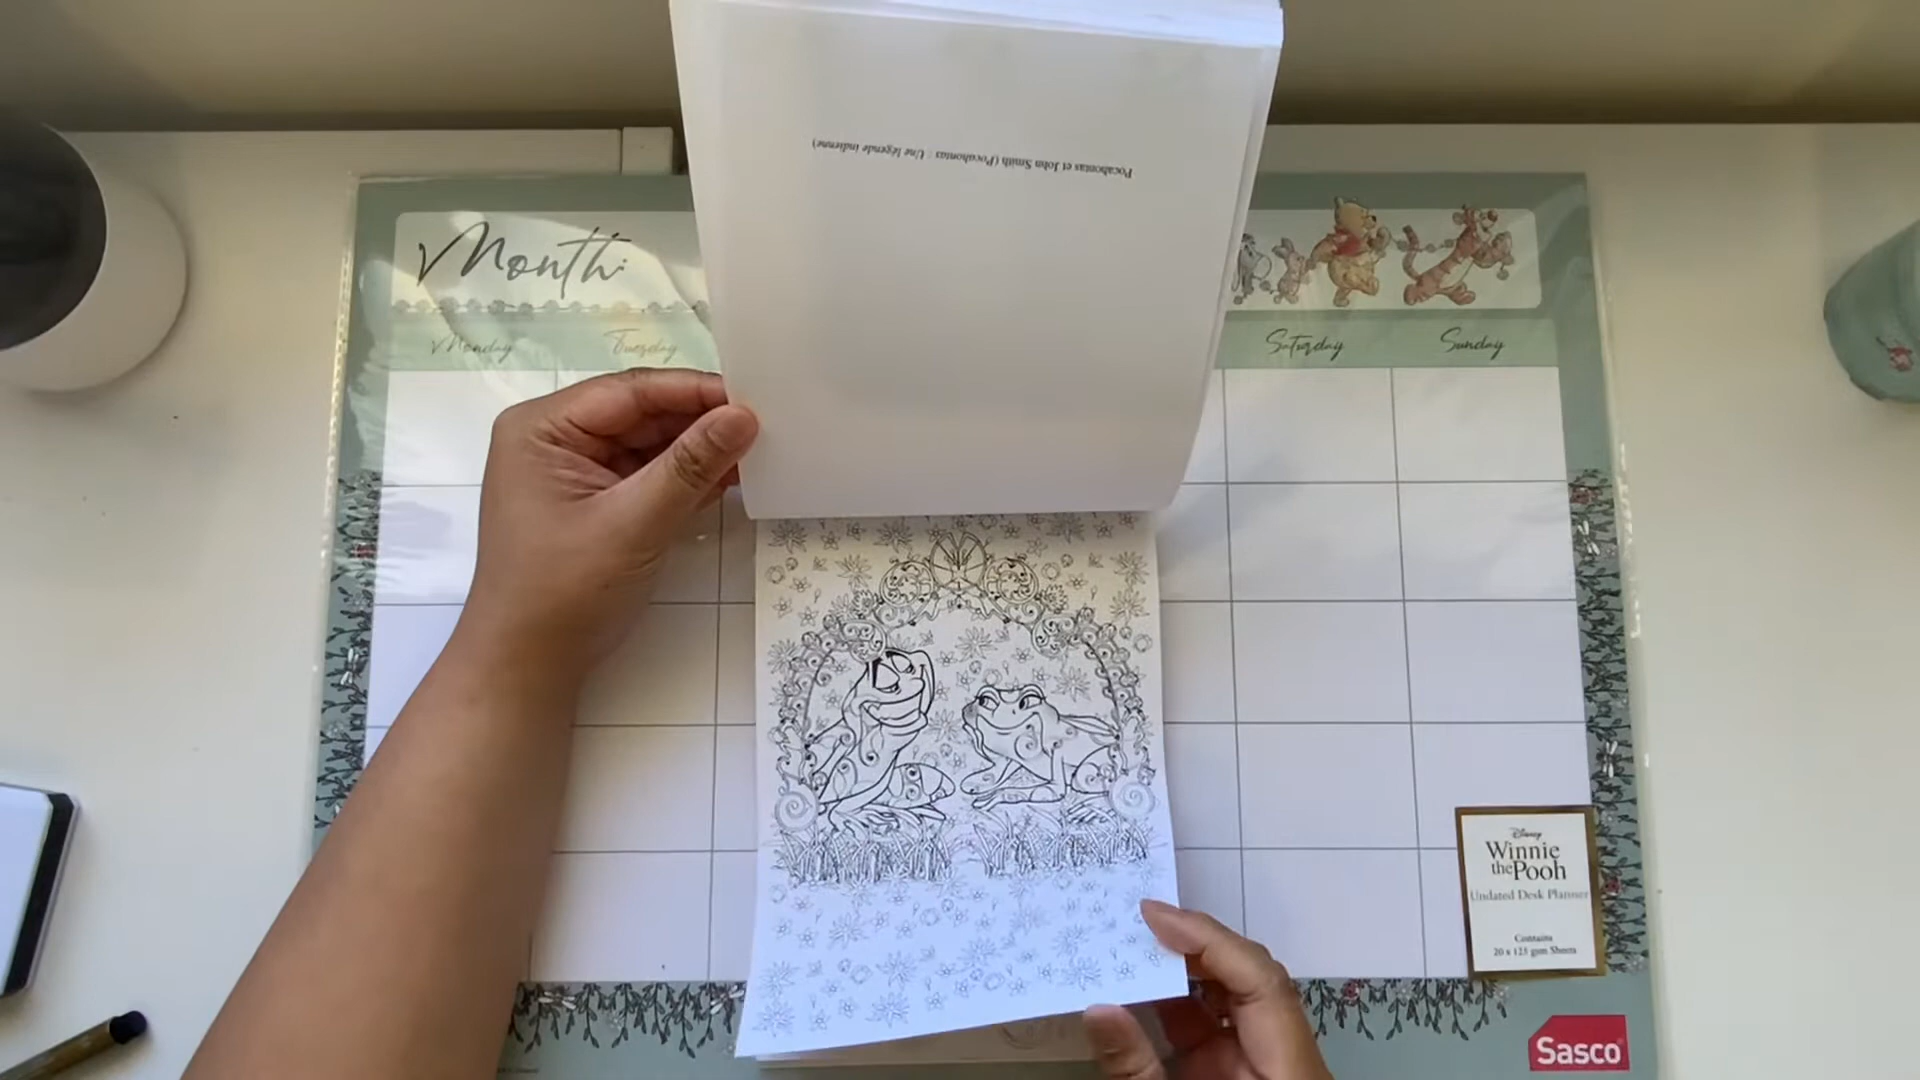 Pocahontas et John Smith (Pocahontas : Une légende indienne)
Month:
Monday
Tuesday
Saturday
Sunday
Disney
Winnie
the Pooh
Undated Desk Planner
Contains
20 x 125 gsm Sheets
Sasco